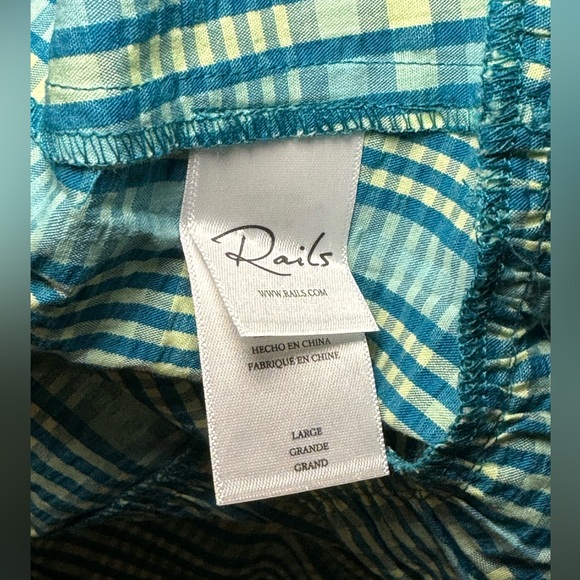 Rails
WWW.RAILS.COM
HECHO EN CHINA
FABRIQUÉ EN CHINE
LARGE
GRANDE
GRAND